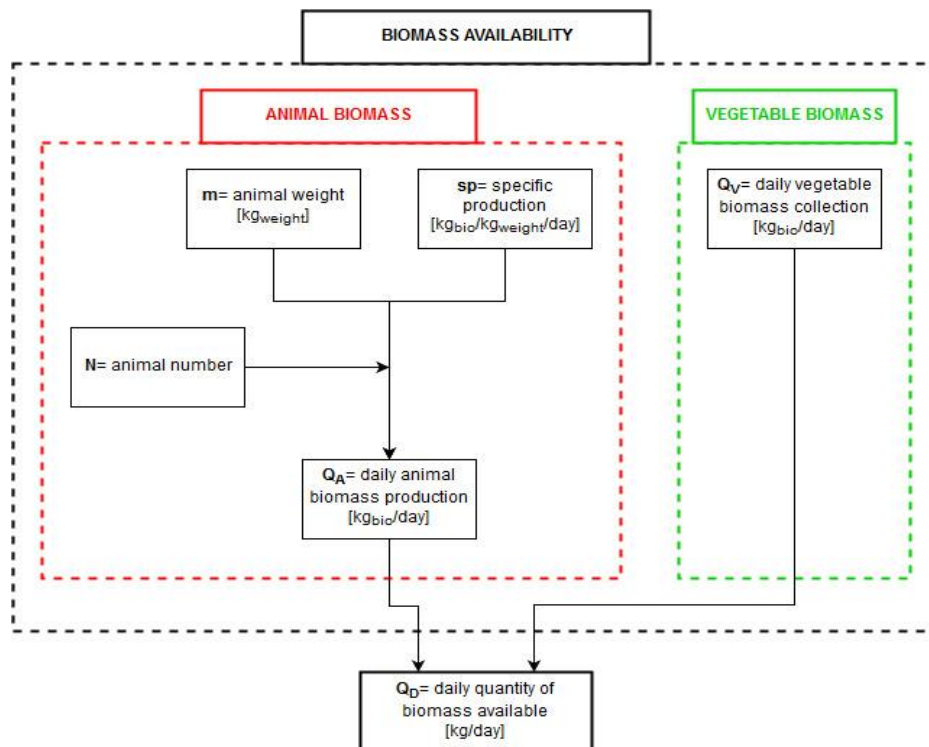 BIOMASS AVAILABILITY
ANIMAL BIOMASS
VEGETABLE BIOMASS
m= animal weight
[kgweight]
sp= specific
production
[kgbio/kgweight/day]
QV= daily vegetable
biomass collection
[kgbio/day]
N= animal number
QA= daily animal
biomass production
[kgbio/day]
QD= daily quantity of
biomass available
[kg/day]